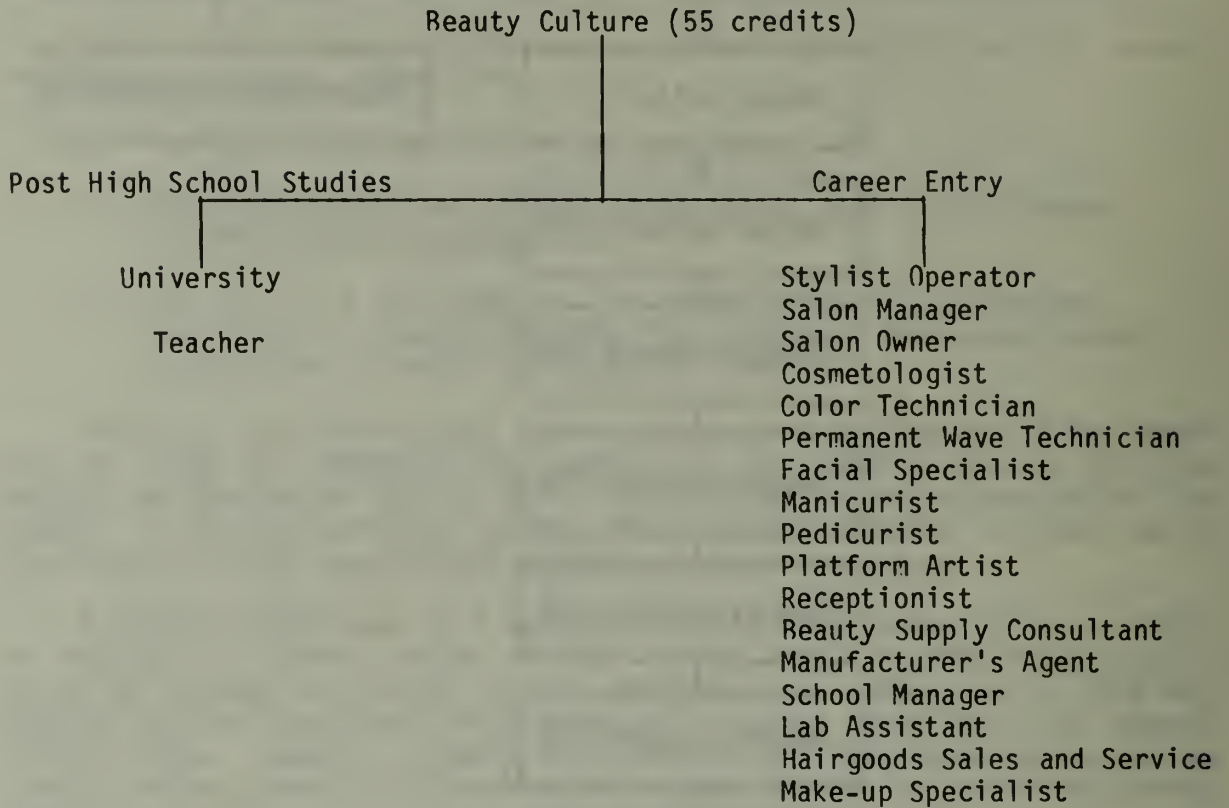 Beauty Culture (55 credits)
Post High School Studies
Career Entry
University
Teacher
Stylist Operator
Salon Manager
Salon Owner
Cosmetologist
Color Technician
Permanent Wave Technician
Facial Specialist
Manicurist
Pedicurist
Platform Artist
Receptionist
Beauty Supply Consultant
Manufacturer's Agent
School Manager
Lab Assistant
Hairgoods Sales and Service
Make-up Specialist